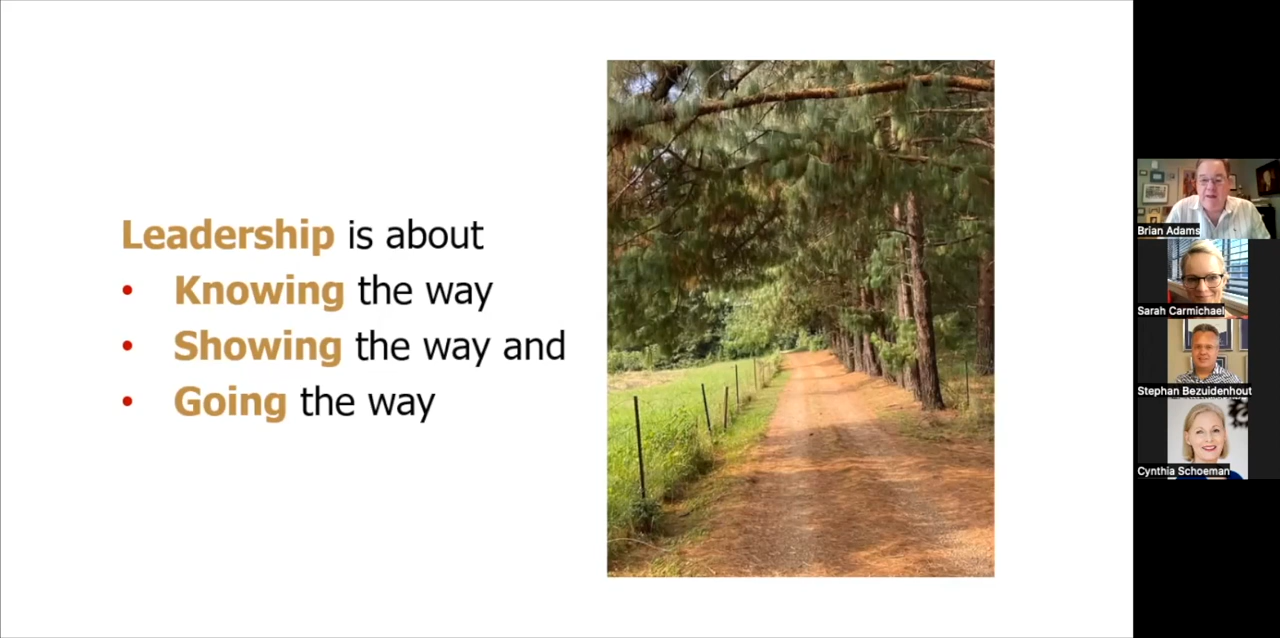 Leadership is about
• Knowing the way
• Showing the way and
• Going the way
Brian Adams
Sarah Carmichael
Stephan Bezuidenhout
Cynthia Schoeman